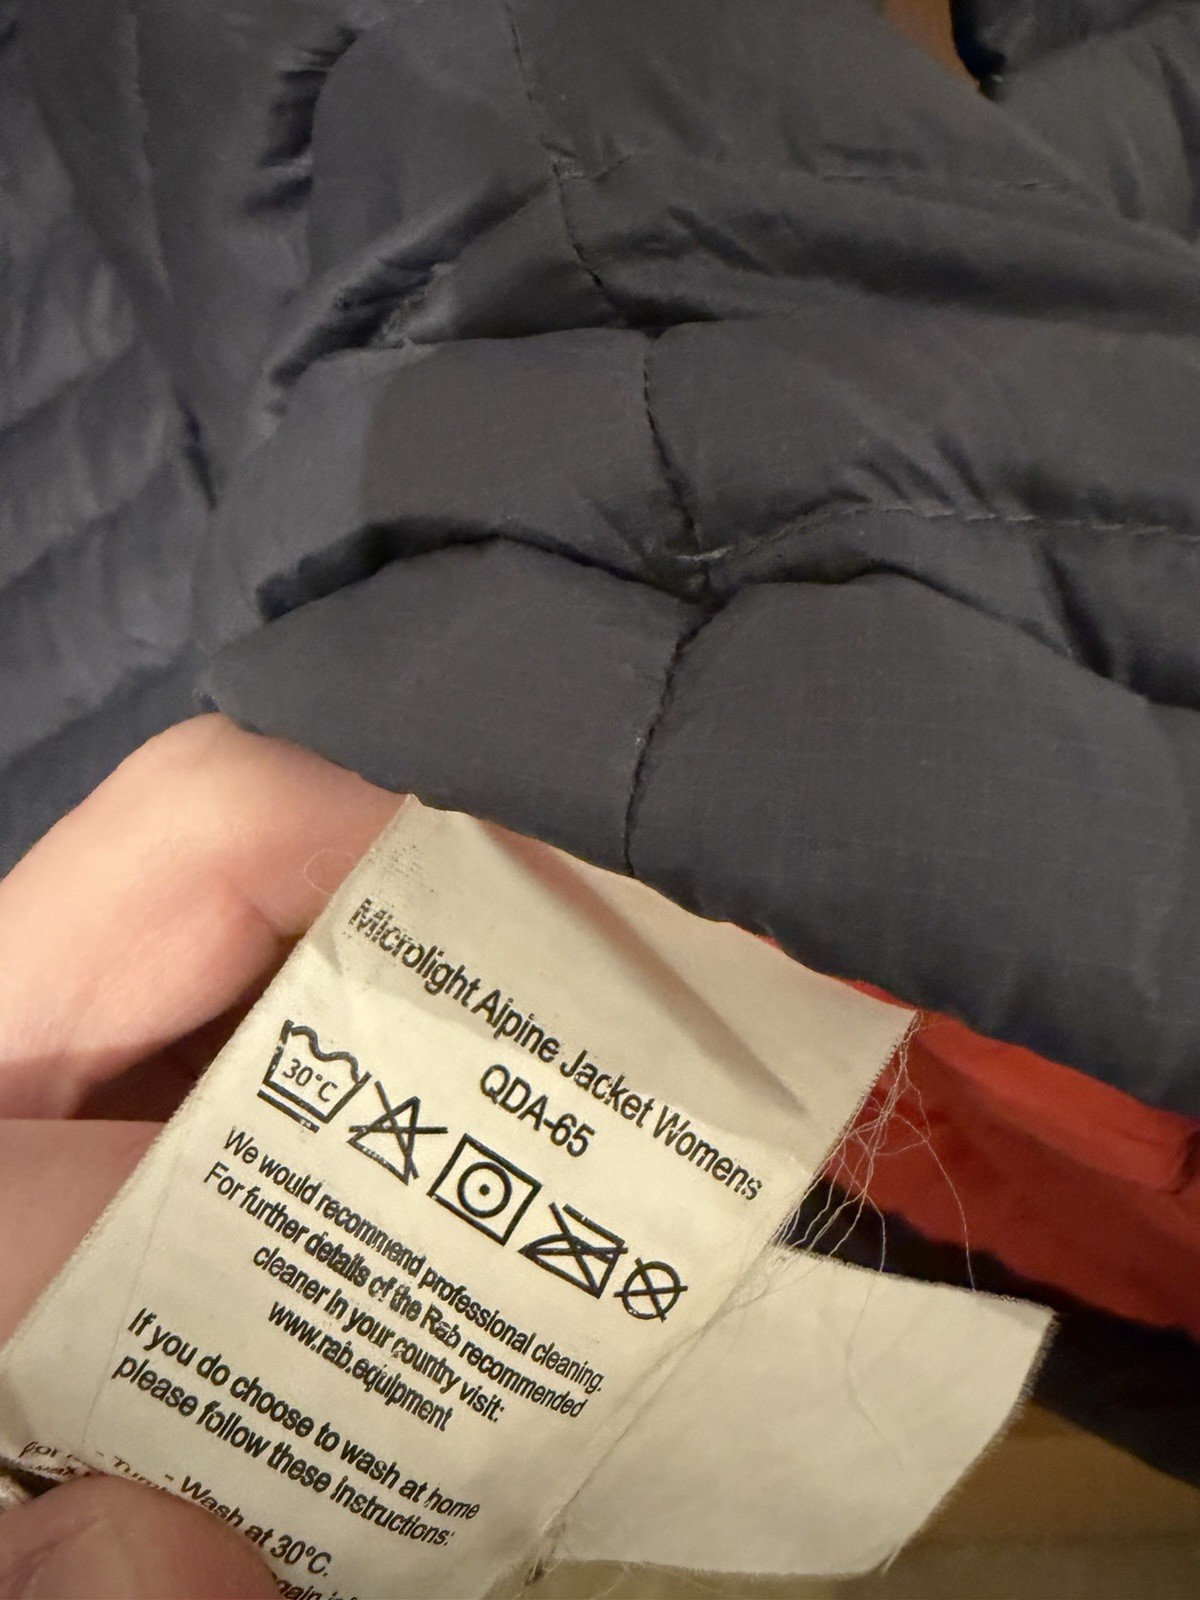 Microlight Alpine Jacket Womens
QDA-65
30°C
We would recommend professional cleaning.
For further details of the Rab recommended
cleaner in your country visit:
www.rab.equipment
If you do choose to wash at home
please follow these instructions:
- Wash at 30°C.